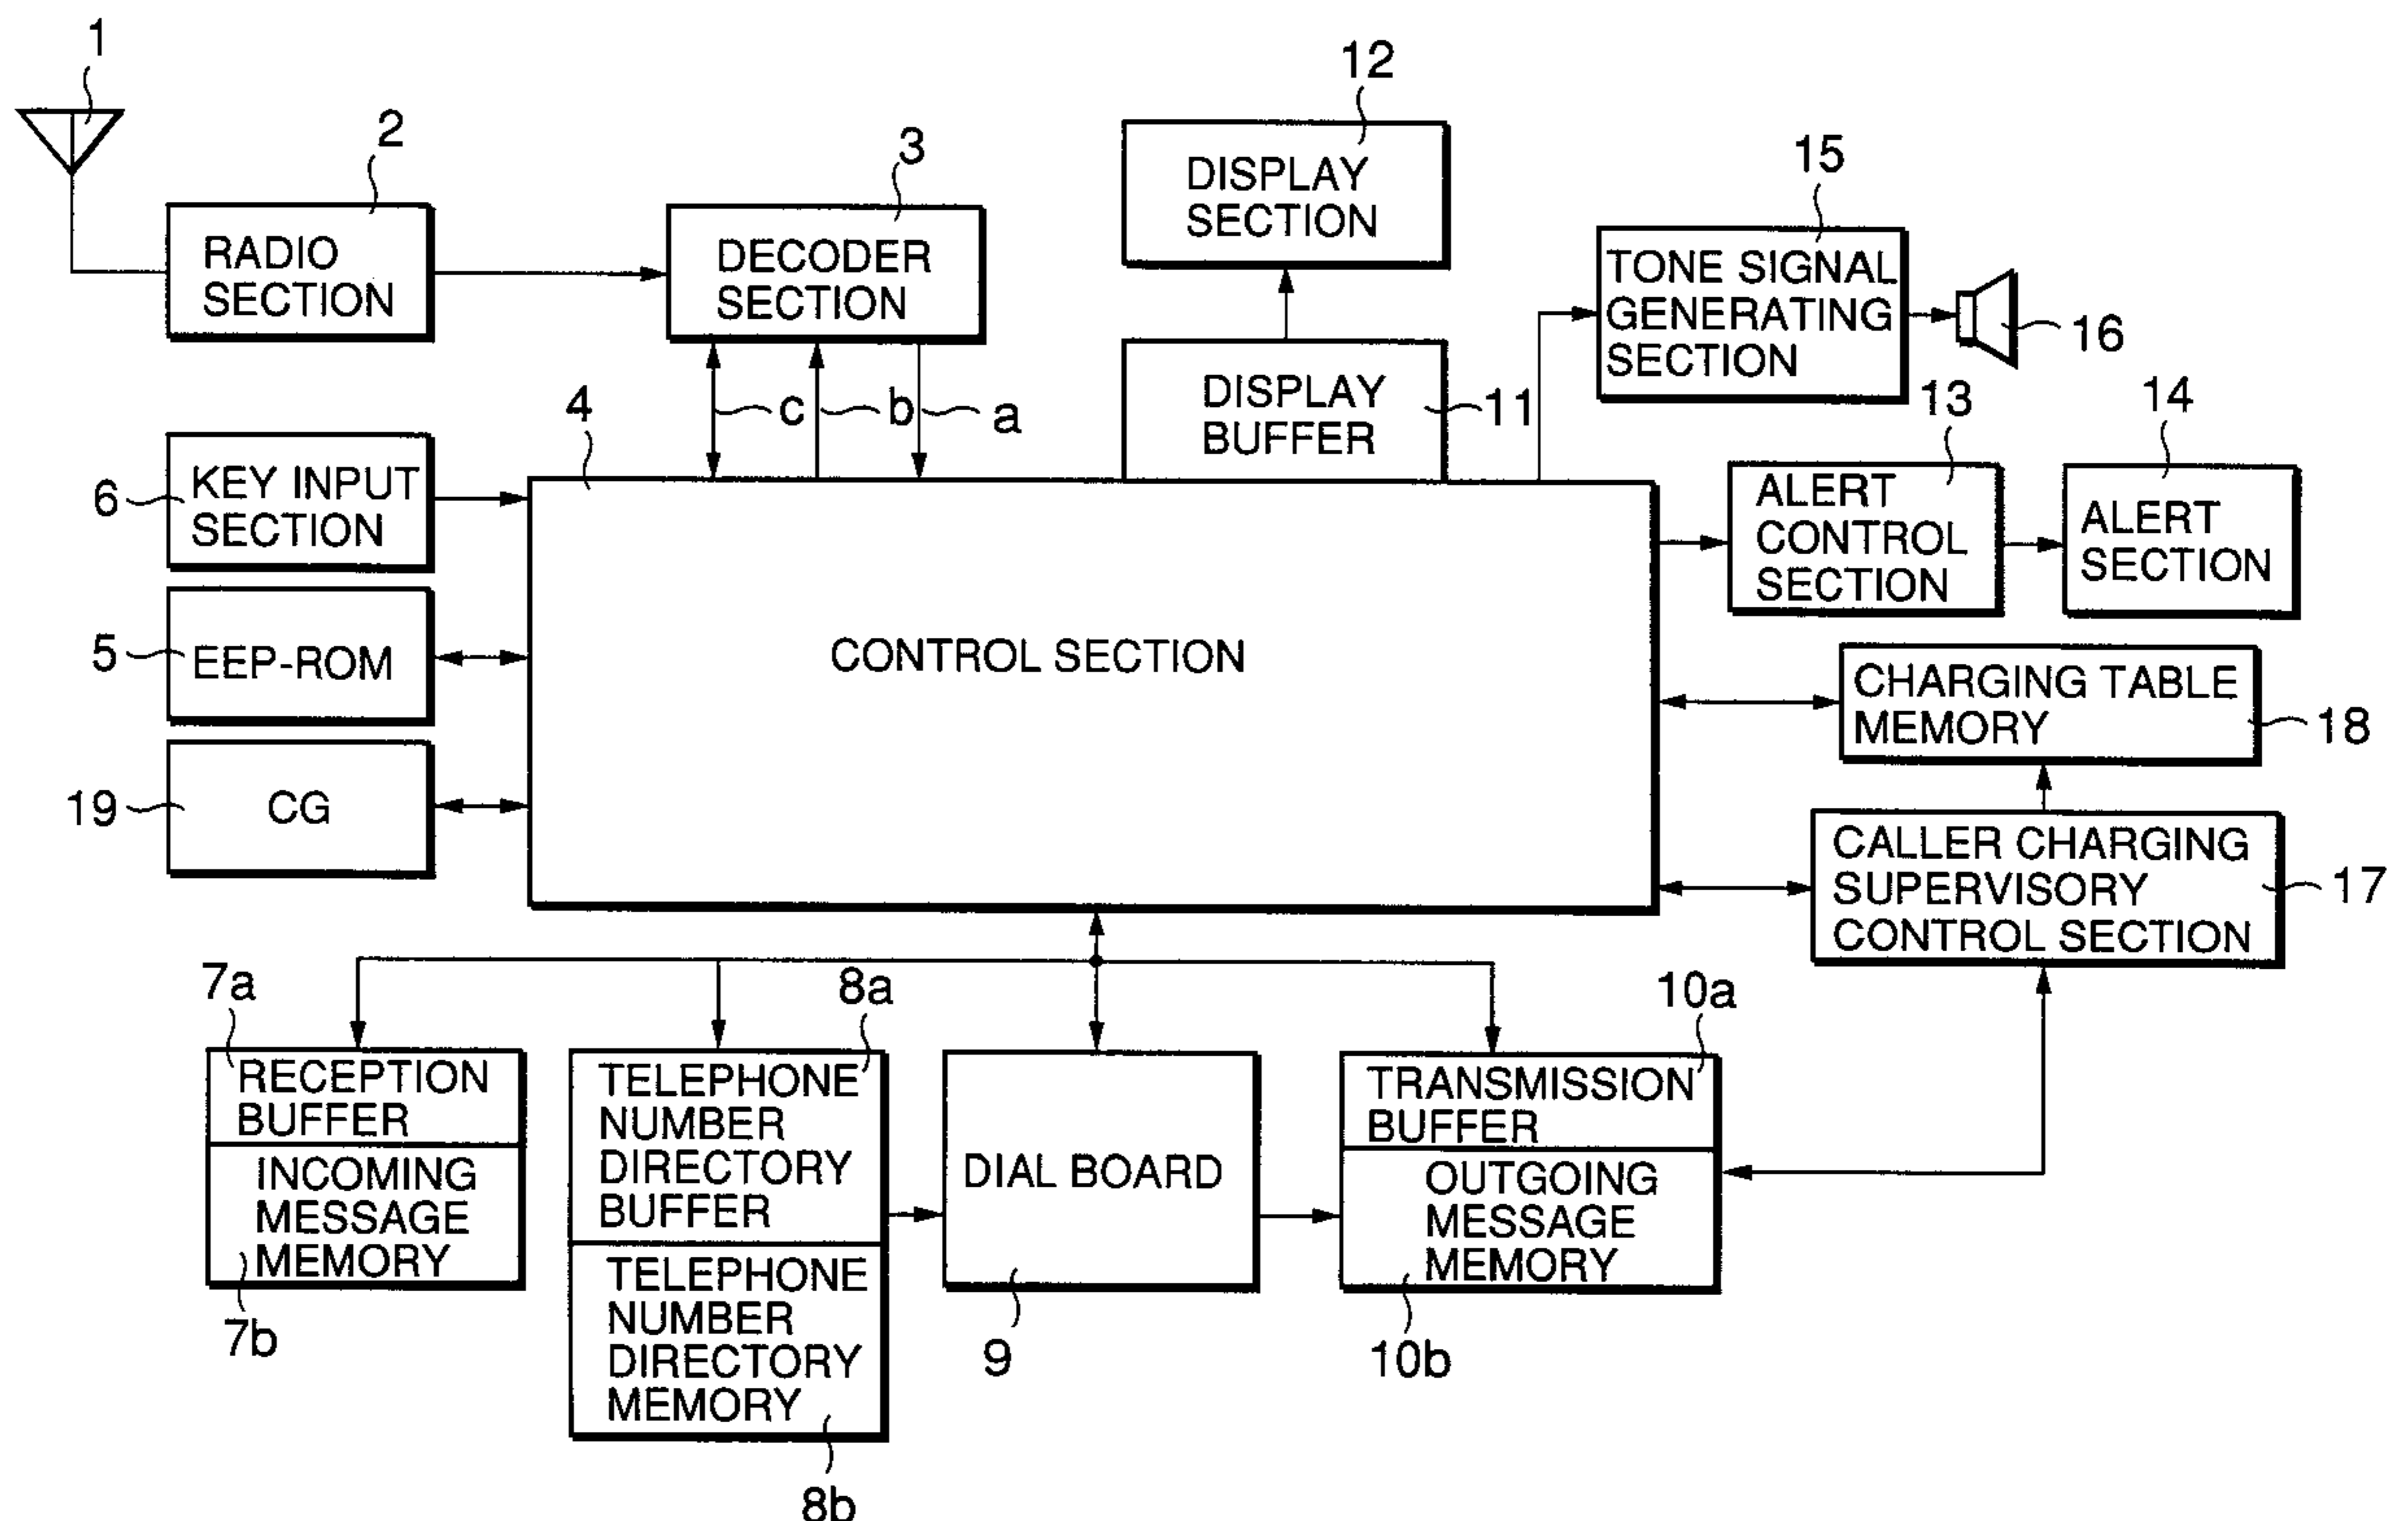 1
2
RADIO
SECTION
3
DECODER
SECTION
12
DISPLAY
SECTION
15
TONE SIGNAL
GENERATING
SECTION
16
c
b
a
DISPLAY
BUFFER
11
4
6
KEY INPUT
SECTION
13
ALERT
CONTROL
SECTION
14
ALERT
SECTION
5
EEP-ROM
CONTROL SECTION
CHARGING TABLE
MEMORY
18
19
CG
CALLER CHARGING
SUPERVISORY
CONTROL SECTION
17
7a
RECEPTION
BUFFER
INCOMING
MESSAGE
MEMORY
7b
8a
TELEPHONE
NUMBER
DIRECTORY
BUFFER
TELEPHONE
NUMBER
DIRECTORY
MEMORY
8b
DIAL BOARD
9
10a
TRANSMISSION
BUFFER
OUTGOING
MESSAGE
MEMORY
10b